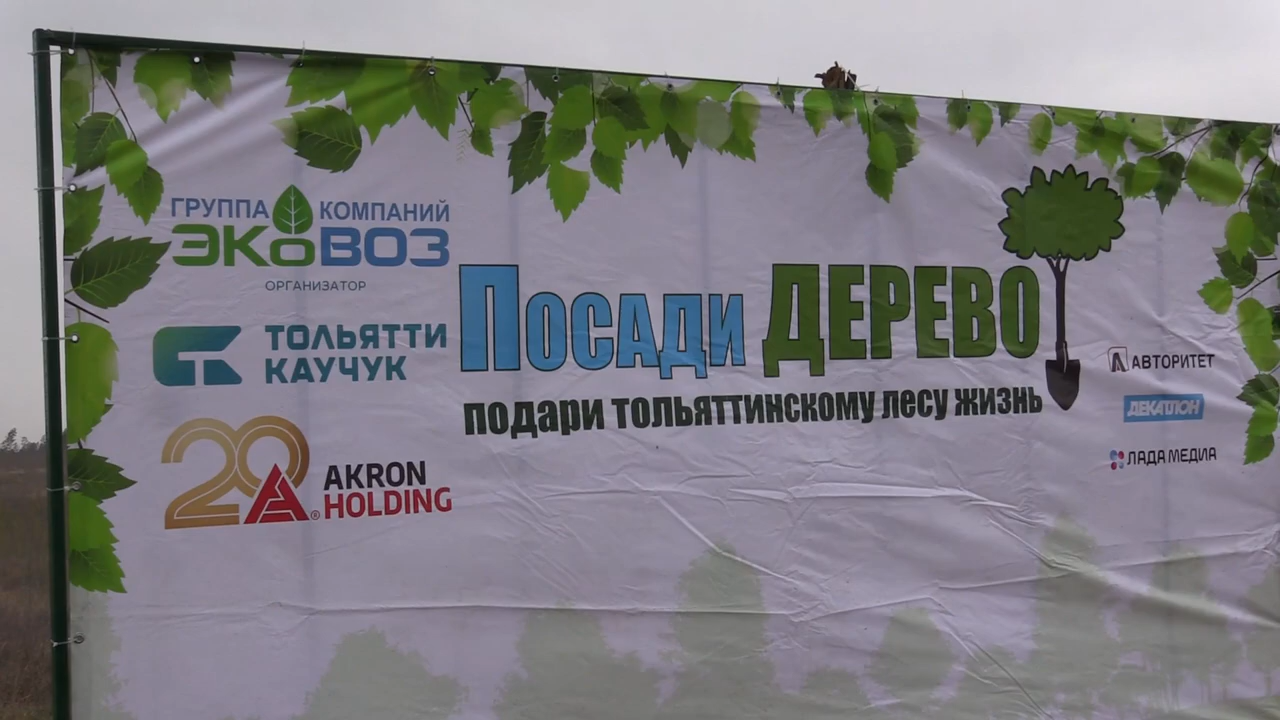 ГРУППА КОМПАНИЙ
ЭКОВОЗ
ОРГАНИЗАТОР
ТОЛЬЯТТИ
КАУЧУК
20 AKRON
HOLDING
®
ПОСАДИ ДЕРЕВО
ПОДАРИ ТОЛЬЯТТИНСКОМУ ЛЕСУ ЖИЗНЬ
АВТОРИТЕТ
ДЕКАТЛОН
ЛАДА МЕДИА